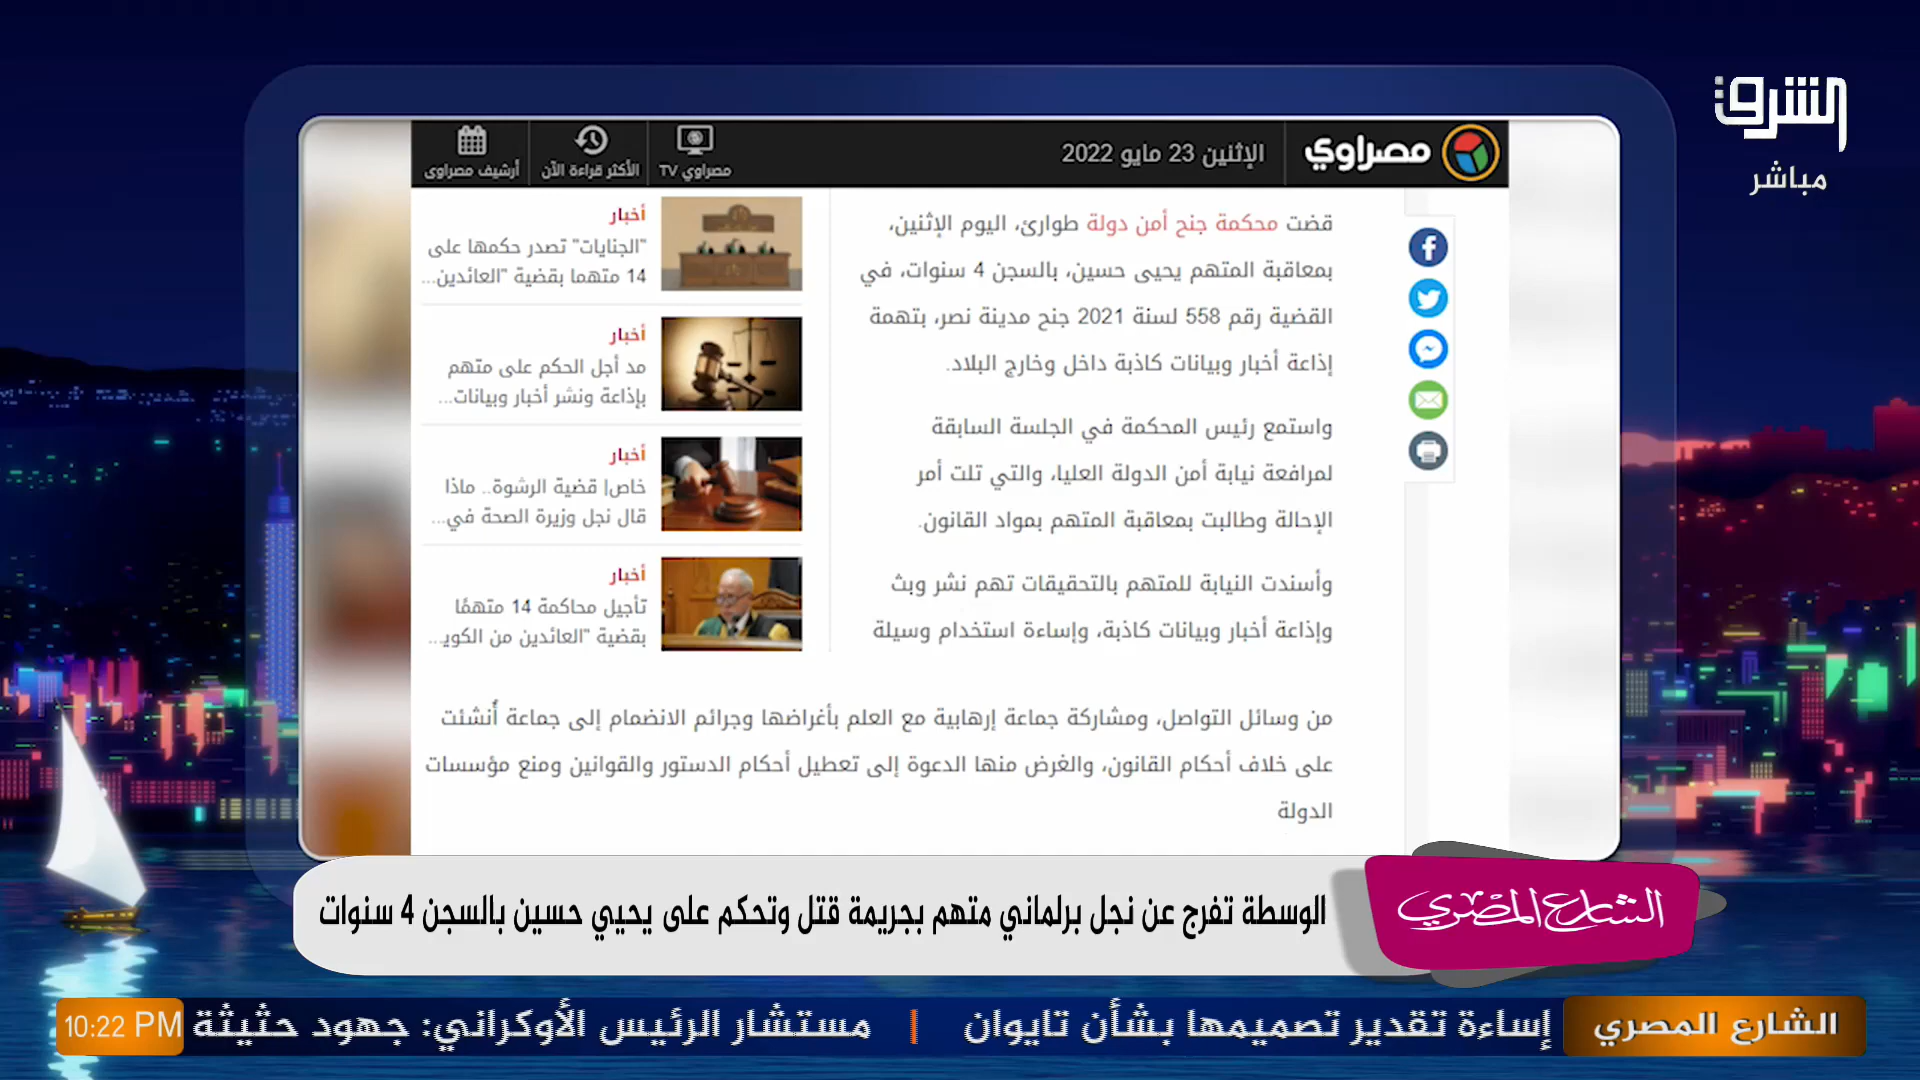 الشرق
مباشر
مصراوي
الإثنين 23 مايو 2022
مصراوي TV
الأكثر قراءة الآن
أرشيف مصراوى
قضت محكمة جنح أمن دولة طوارئ، اليوم الإثنين،
بمعاقبة المتهم يحيى حسين، بالسجن 4 سنوات، في
القضية رقم 558 لسنة 2021 جنح مدينة نصر، بتهمة
إذاعة أخبار وبيانات كاذبة داخل وخارج البلاد.
واستمع رئيس المحكمة في الجلسة السابقة
لمرافعة نيابة أمن الدولة العليا، والتي تلت أمر
الإحالة وطالبت بمعاقبة المتهم بمواد القانون.
وأسندت النيابة للمتهم بالتحقيقات تهم نشر وبث
وإذاعة أخبار وبيانات كاذبة، وإساءة استخدام وسيلة
من وسائل التواصل، ومشاركة جماعة إرهابية مع العلم بأغراضها وجرائم الانضمام إلى جماعة أُنشئت
على خلاف أحكام القانون، والغرض منها الدعوة إلى تعطيل أحكام الدستور والقوانين ومنع مؤسسات
الدولة
أخبار
"الجنايات" تصدر حكمها على
14 متهما بقضية "العائدين...
أخبار
مد أجل الحكم على متهم
بإذاعة ونشر أخبار وبيانات...
أخبار
خاص| قضية الرشوة.. ماذا
قال نجل وزيرة الصحة في...
أخبار
تأجيل محاكمة 14 متهمًا
بقضية "العائدين من الكويـ...
الشارع المصري
الوسطة تفرج عن نجل برلماني متهم بجريمة قتل وتحكم على يحيي حسين بالسجن 4 سنوات
الشارع المصري
إساءة تقدير تصميمها بشأن تايوان | مستشار الرئيس الأوكراني: جهود حثيثة
10:22 PM